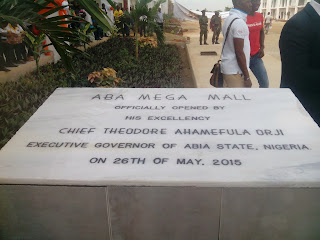 ABA MEGA MALL
OFFICIALLY OPENED BY
HIS EXCELLENCY
CHIEF THEODORE AHAMEFULA ORJI
EXECUTIVE GOVERNOR OF ABIA STATE, NIGERIA
ON 26TH OF MAY. 2015